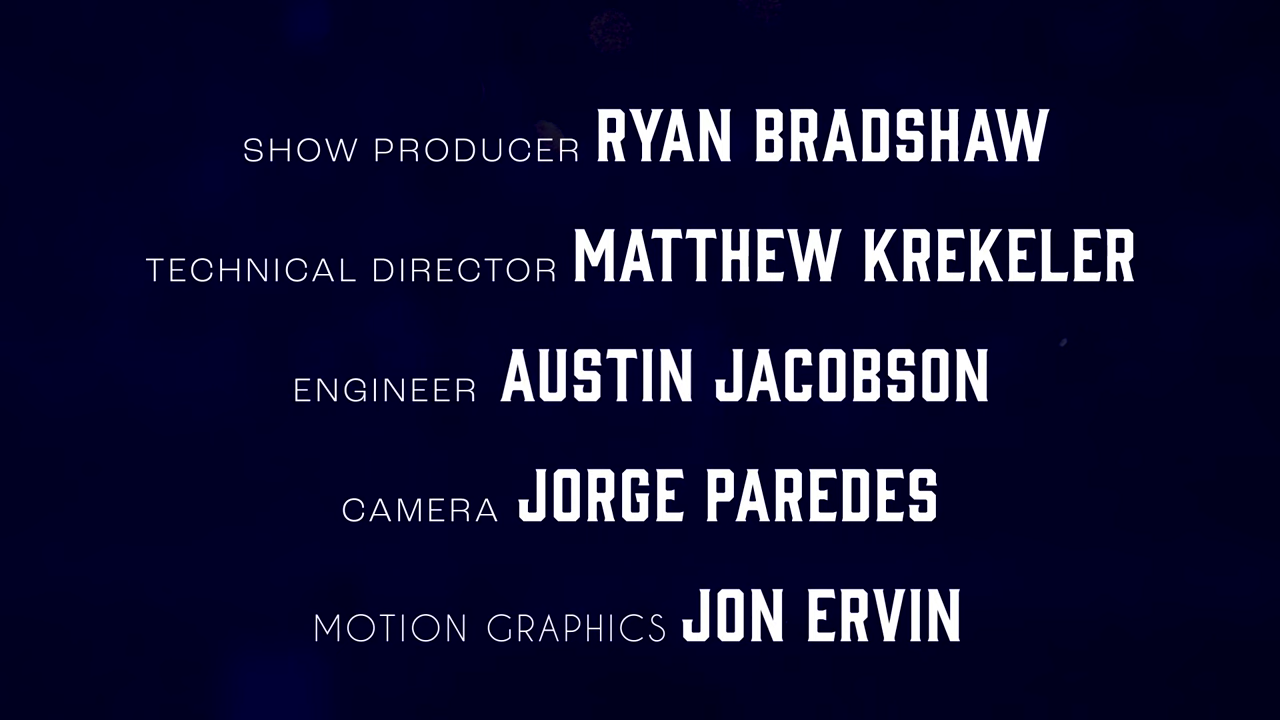 SHOW PRODUCER RYAN BRADSHAW
TECHNICAL DIRECTOR MATTHEW KREKELER
ENGINEER AUSTIN JACOBSON
CAMERA JORGE PAREDES
MOTION GRAPHICS JON ERVIN